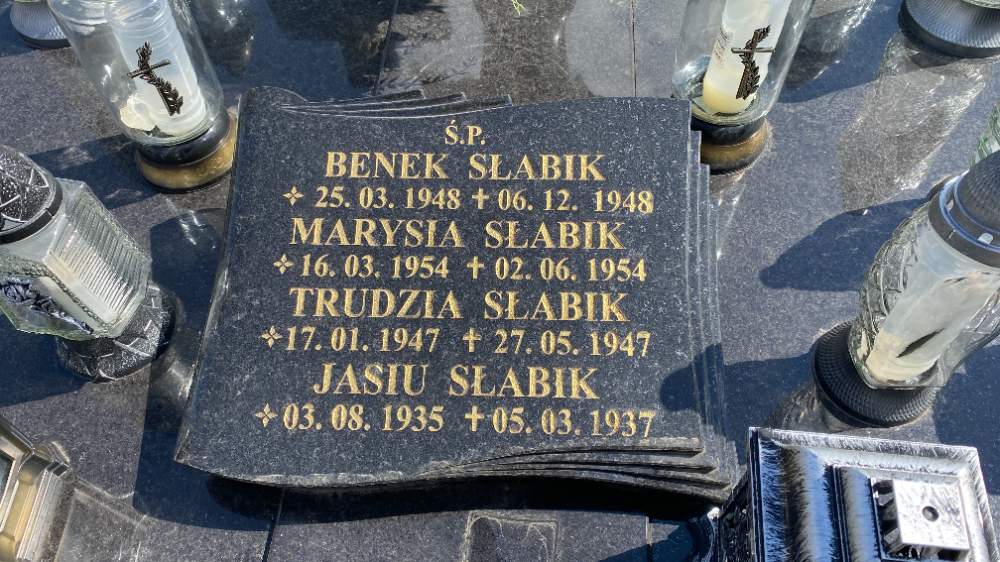 Ś.P.
BENEK SŁABIK
✧ 25. 03. 1948 ✝ 06. 12. 1948
MARYSIA SŁABIK
✧ 16. 03. 1954 ✝ 02. 06. 1954
TRUDZIA SŁABIK
✧ 17. 01. 1947 ✝ 27. 05. 1947
JASIU SŁABIK
✧ 03. 08. 1935 ✝ 05. 03. 1937